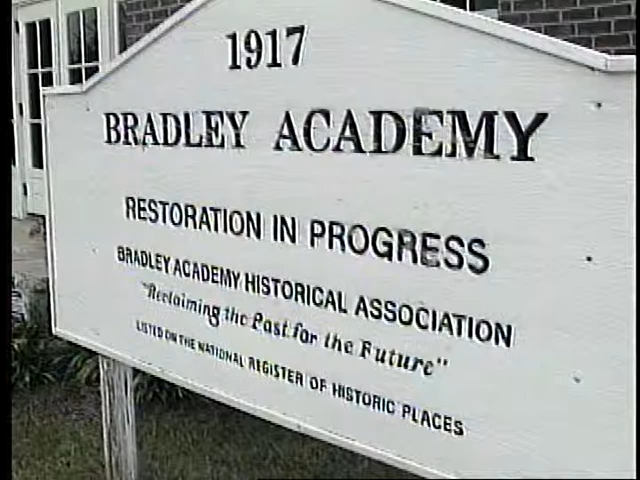 1917
BRADLEY ACADEMY
RESTORATION IN PROGRESS
BRADLEY ACADEMY HISTORICAL ASSOCIATION
"Reclaiming the Past for the Future"
LISTED ON THE NATIONAL REGISTER OF HISTORIC PLACES